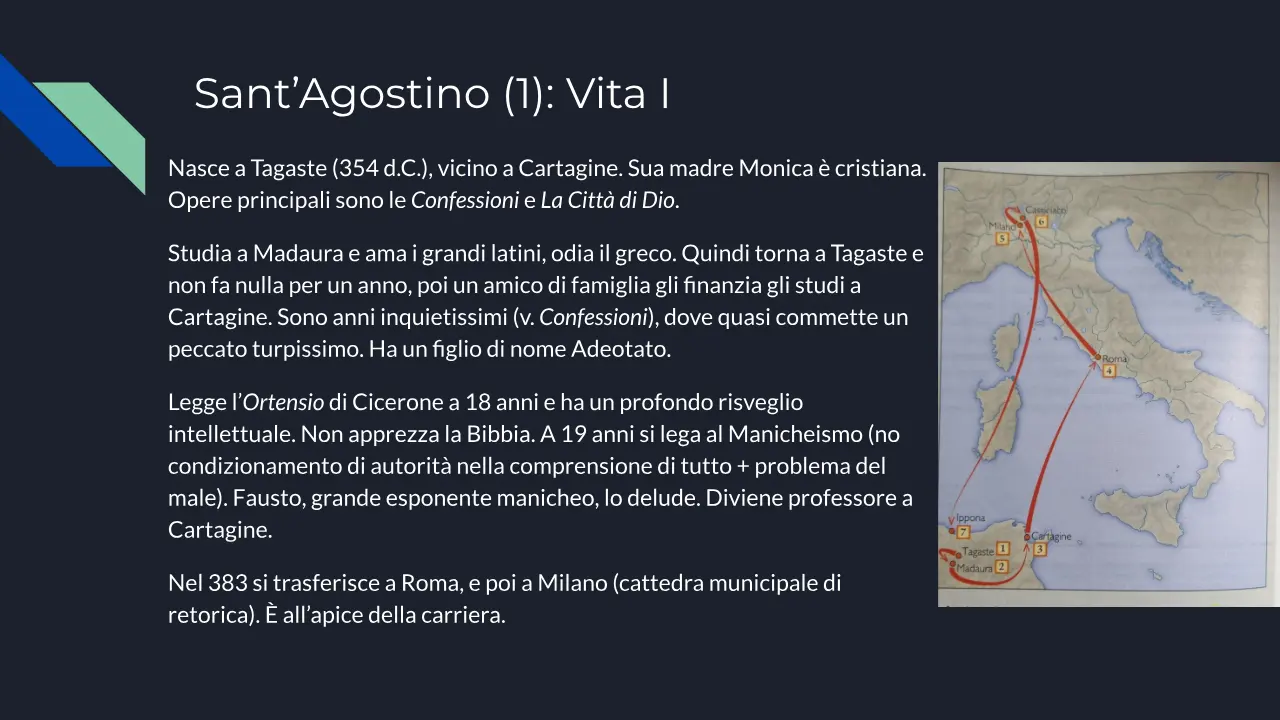 Sant’Agostino (1): Vita I
Nasce a Tagaste (354 d.C.), vicino a Cartagine. Sua madre Monica è cristiana.
Opere principali sono le Confessioni e La Città di Dio.
Studia a Madaura e ama i grandi latini, odia il greco. Quindi torna a Tagaste e
non fa nulla per un anno, poi un amico di famiglia gli finanzia gli studi a
Cartagine. Sono anni inquietissimi (v. Confessioni), dove quasi commette un
peccato turpissimo. Ha un figlio di nome Adeotato.
Legge l’Ortensio di Cicerone a 18 anni e ha un profondo risveglio
intellettuale. Non apprezza la Bibbia. A 19 anni si lega al Manicheismo (no
condizionamento di autorità nella comprensione di tutto + problema del
male). Fausto, grande esponente manicheo, lo delude. Diviene professore a
Cartagine.
Nel 383 si trasferisce a Roma, e poi a Milano (cattedra municipale di
retorica). È all’apice della carriera.
6
Milano
5
Roma
4
Ippona
7
Cartagine
3
Tagaste 1
Madaura 2